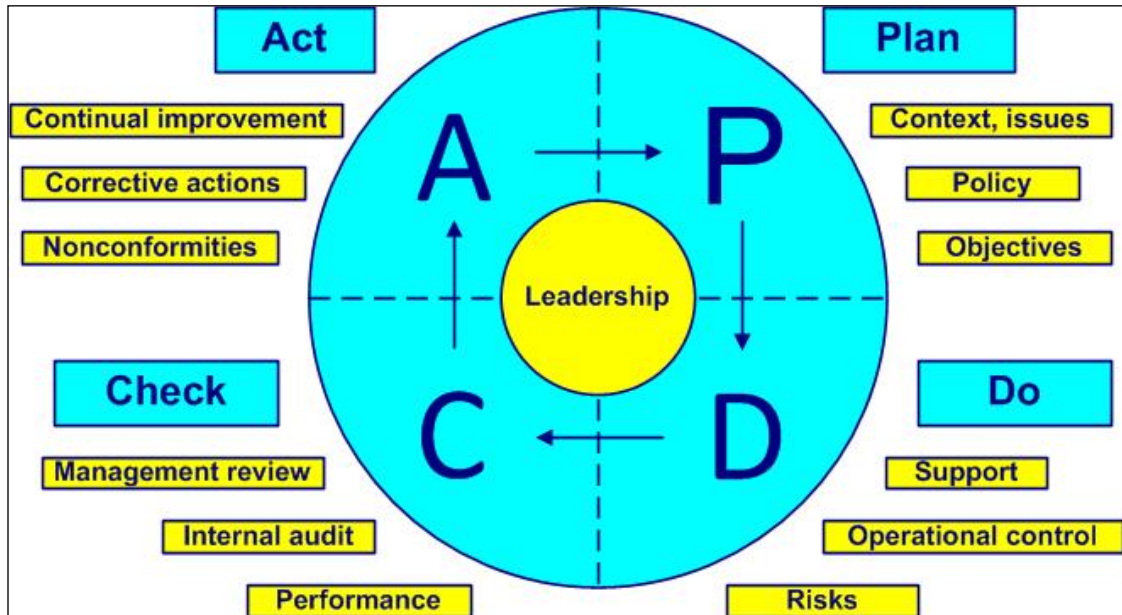 Act
Plan
Continual improvement
Context, issues
Corrective actions
Policy
Nonconformities
Objectives
A
P
Leadership
C
D
Check
Do
Management review
Support
Internal audit
Operational control
Performance
Risks